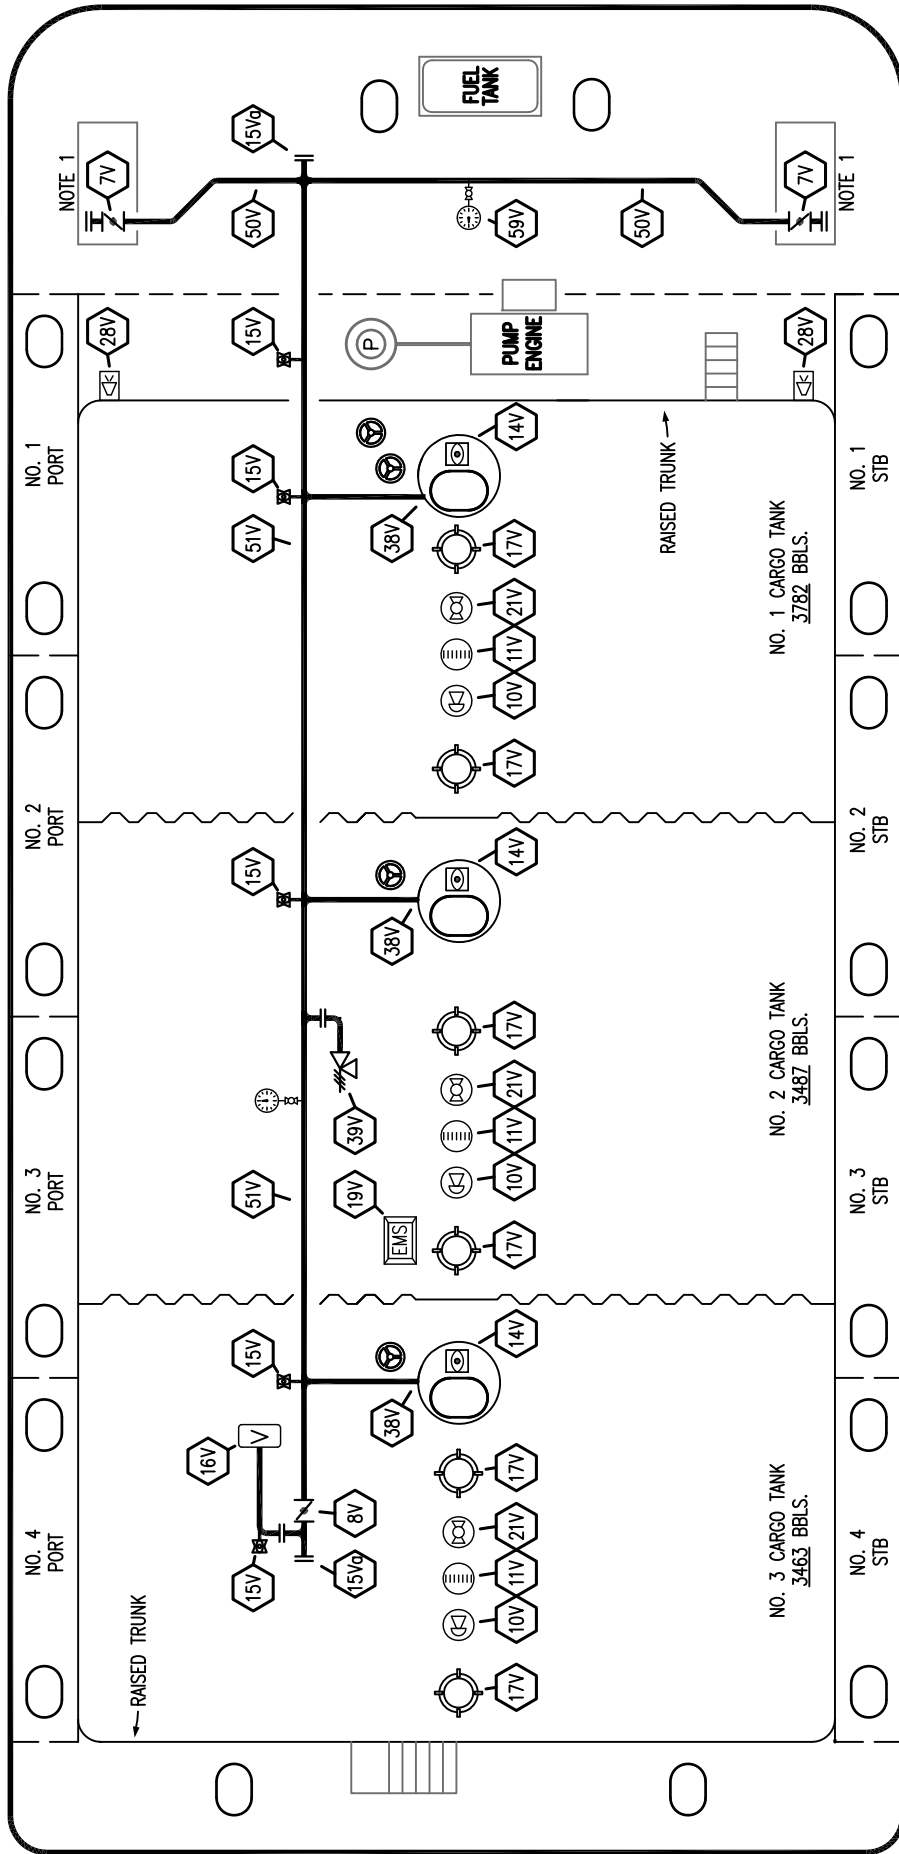 FUEL
TANK
NOTE 1
7V
15Va
50V
59V
50V
7V
NOTE 1
28V
15V
P
PUMP
ENGINE
28V
NO. 1
PORT
15V
51V
38V
14V
17V
21V
11V
10V
17V
RAISED TRUNK
NO. 1 CARGO TANK
3782 BBLS.
NO. 1
STB
NO. 2
PORT
15V
38V
14V
NO. 2
STB
39V
17V
21V
11V
10V
17V
NO. 2 CARGO TANK
3487 BBLS.
NO. 3
PORT
51V
19V
EMS
NO. 3
STB
15V
38V
14V
16V
V
15V
8V
15Va
17V
21V
11V
10V
17V
NO. 3 CARGO TANK
3463 BBLS.
NO. 4
PORT
NO. 4
STB
RAISED TRUNK